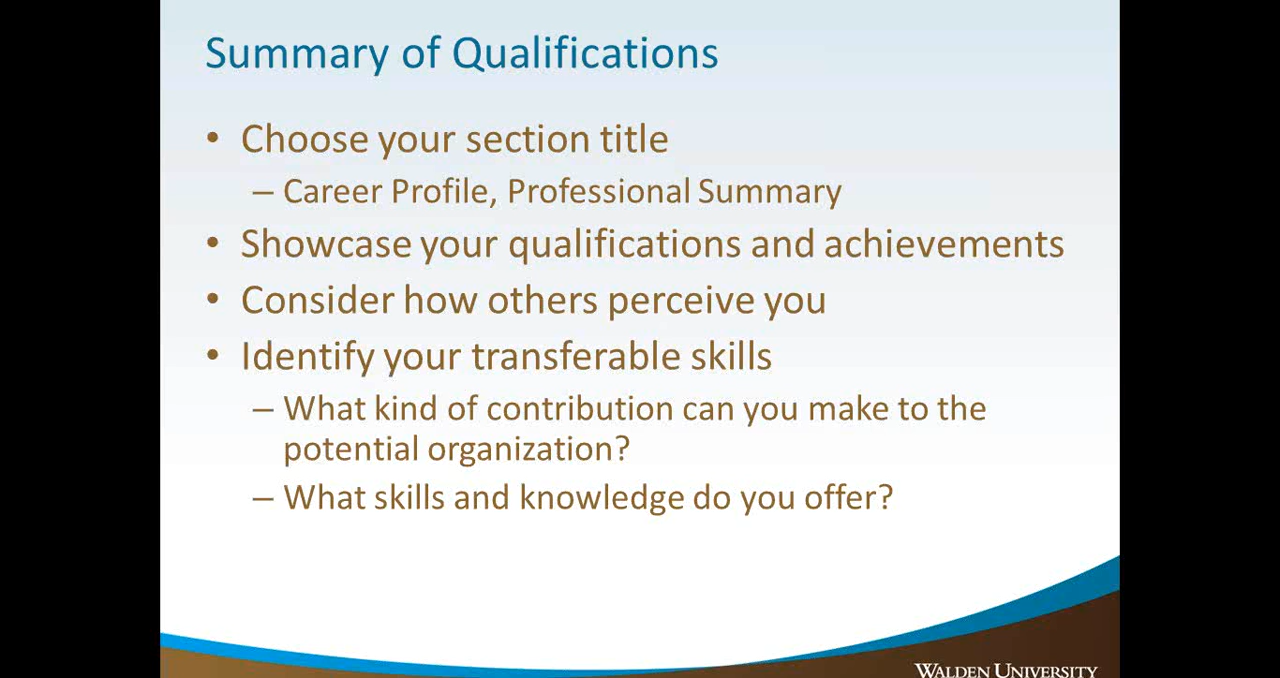 Summary of Qualifications
• Choose your section title
– Career Profile, Professional Summary
• Showcase your qualifications and achievements
• Consider how others perceive you
• Identify your transferable skills
– What kind of contribution can you make to the
potential organization?
– What skills and knowledge do you offer?
WALDEN UNIVERSITY